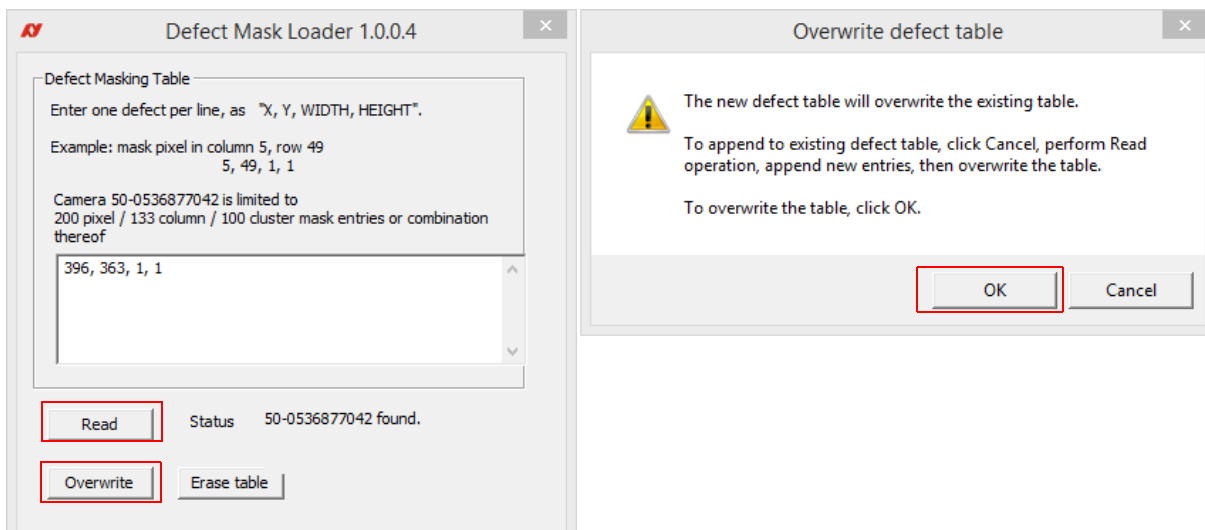 Defect Mask Loader 1.0.0.4
Defect Masking Table
Enter one defect per line, as "X, Y, WIDTH, HEIGHT".
Example: mask pixel in column 5, row 49
5, 49, 1, 1
Camera 50-0536877042 is limited to
200 pixel / 133 column / 100 cluster mask entries or combination
thereof
396, 363, 1, 1
Read
Status
50-0536877042 found.
Overwrite
Erase table
Overwrite defect table
The new defect table will overwrite the existing table.
To append to existing defect table, click Cancel, perform Read
operation, append new entries, then overwrite the table.
To overwrite the table, click OK.
OK
Cancel